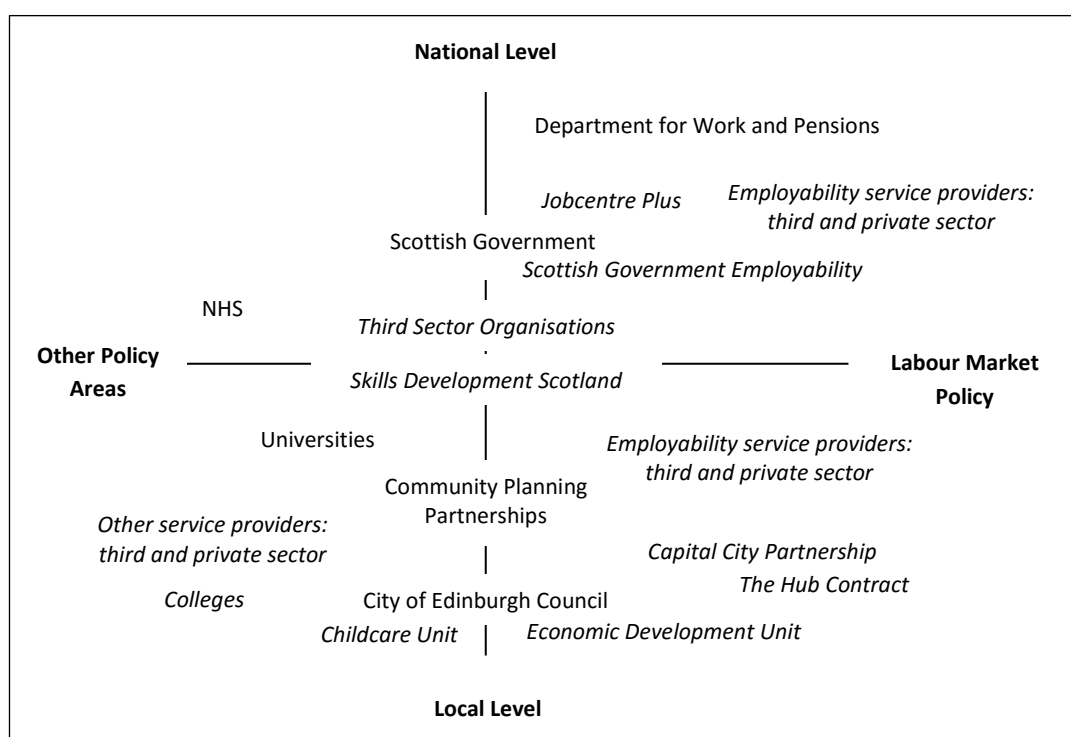 National Level
Department for Work and Pensions
Jobcentre Plus
Employability service providers:
third and private sector
Scottish Government
Scottish Government Employability
NHS
Third Sector Organisations
Other Policy
Areas
Labour Market
Policy
Skills Development Scotland
Universities
Employability service providers:
third and private sector
Community Planning
Partnerships
Other service providers:
third and private sector
Capital City Partnership
The Hub Contract
Colleges
City of Edinburgh Council
Childcare Unit
Economic Development Unit
Local Level